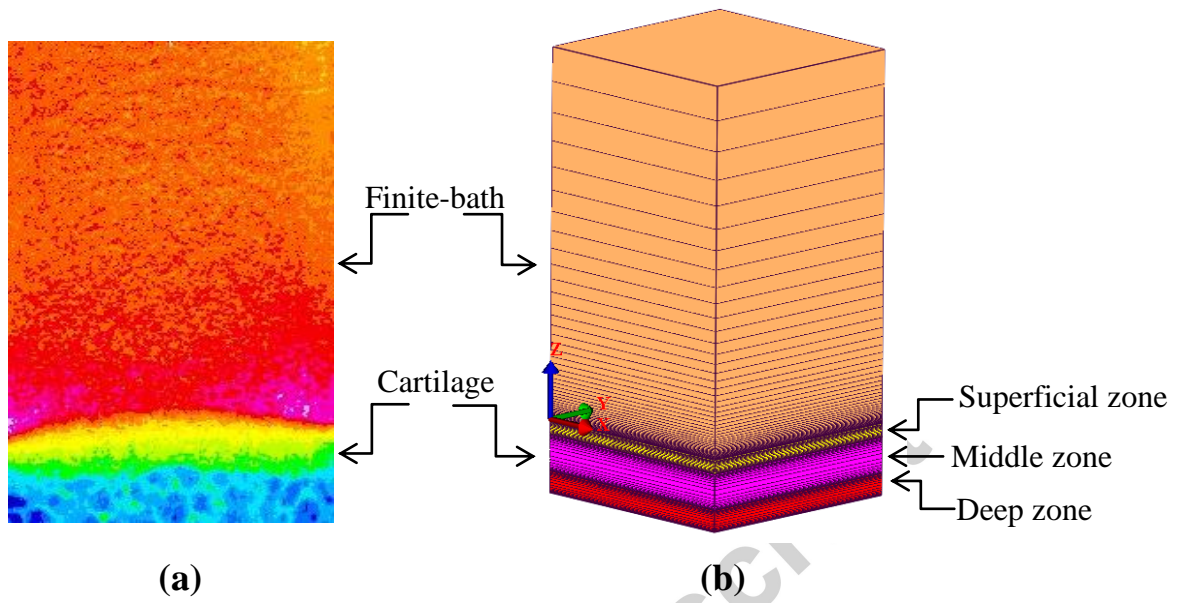 Finite-bath
Cartilage
Z
Y
X
Superficial zone
Middle zone
Deep zone
(a)
(b)